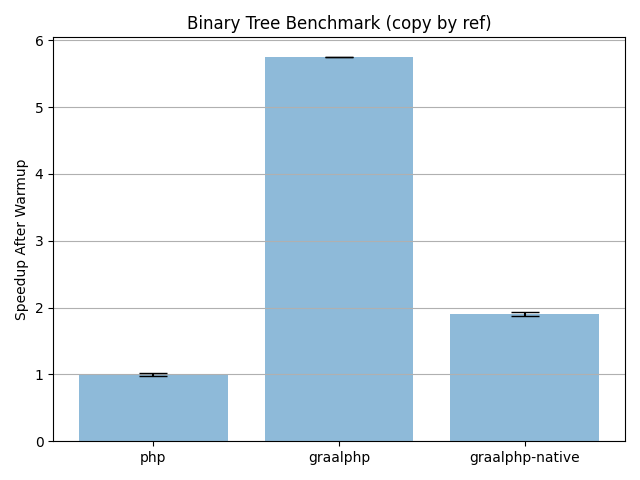 Binary Tree Benchmark (copy by ref)
Speedup After Warmup
6
5
4
3
2
1
0
php
graalphp
graalphp-native